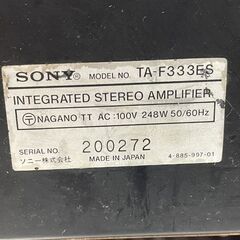 SONY® MODEL NO. TA-F333ES
INTEGRATED STEREO AMPLIFIER
〒 NAGANO TT AC:100V 248W 50/60Hz
SERIAL NO. 200272
ソニー株式会社 MADE IN JAPAN 4-885-997-01